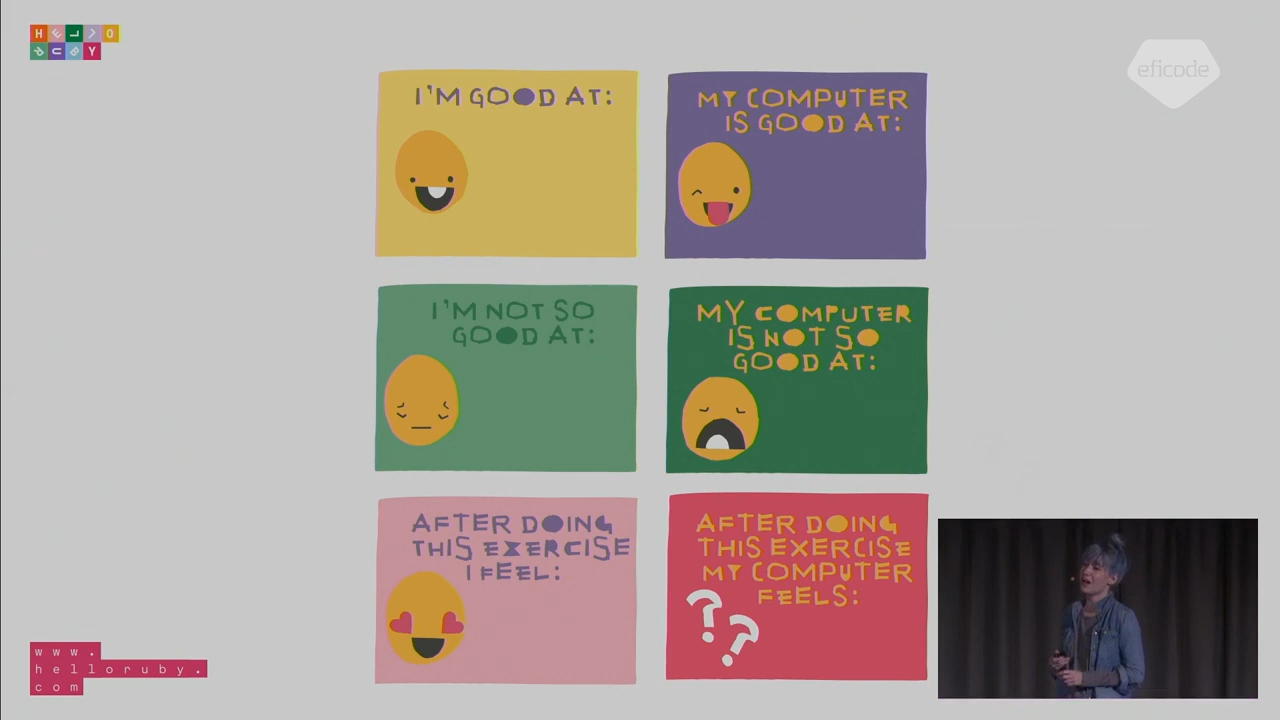 HELLO
RUBY
eficode
I'M GOOD AT:
MY COMPUTER
IS GOOD AT:
I'M NOT SO
GOOD AT:
MY COMPUTER
IS NOT SO
GOOD AT:
AFTER DOING
THIS EXERCISE
I FEEL:
AFTER DOING
THIS EXERCISE
MY COMPUTER
FEELS:
??
www.
helloruby.
com